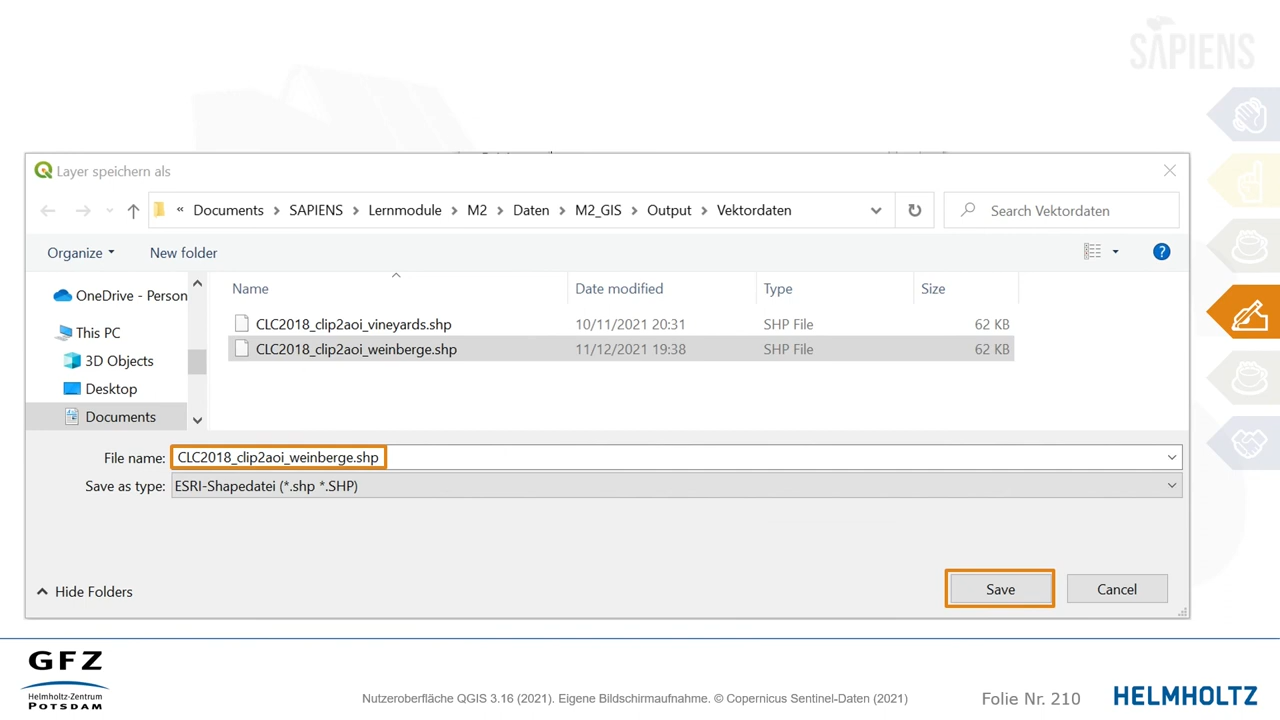 SAPIENS
Layer speichern als
« Documents > SAPIENS > Lernmodule > M2 > Daten > M2_GIS > Output > Vektordaten
Search Vektordaten
Organize
New folder
?
OneDrive - Person
This PC
3D Objects
Desktop
Documents
Name Date modified Type Size
CLC2018_clip2aoi_vineyards.shp 10/11/2021 20:31 SHP File 62 KB
CLC2018_clip2aoi_weinberge.shp 11/12/2021 19:38 SHP File 62 KB
File name: CLC2018_clip2aoi_weinberge.shp
Save as type: ESRI-Shapedatei (*.shp *.SHP)
Hide Folders
Save
Cancel
GFZ
Helmholtz-Zentrum
POTSDAM
Nutzeroberfläche QGIS 3.16 (2021). Eigene Bildschirmaufnahme. © Copernicus Sentinel-Daten (2021)
Folie Nr. 210
HELMHOLTZ